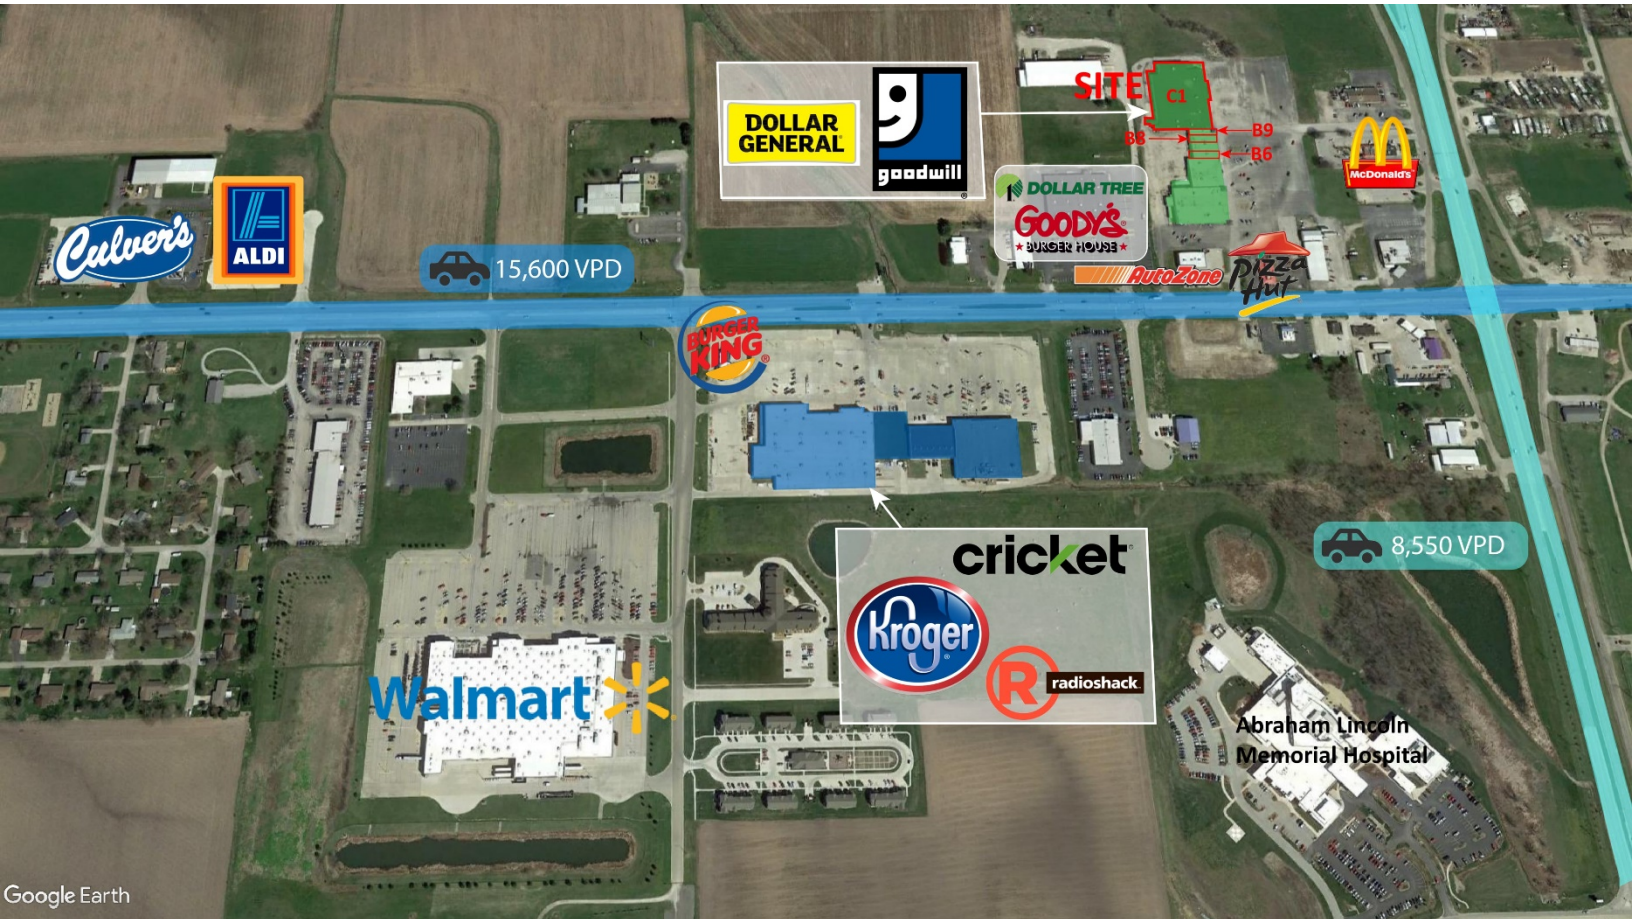 SITE
C1
B9
B8
B6
DOLLAR
GENERAL
goodwill
McDonald's
DOLLAR TREE
GOODY'S
BURGER HOUSE
AutoZone
Pizza
Hut
Culver's
ALDI
15,600 VPD
BURGER
KING
8,550 VPD
cricket
Kroger
R radioshack.
Walmart
Abraham Lincoln
Memorial Hospital
Google Earth